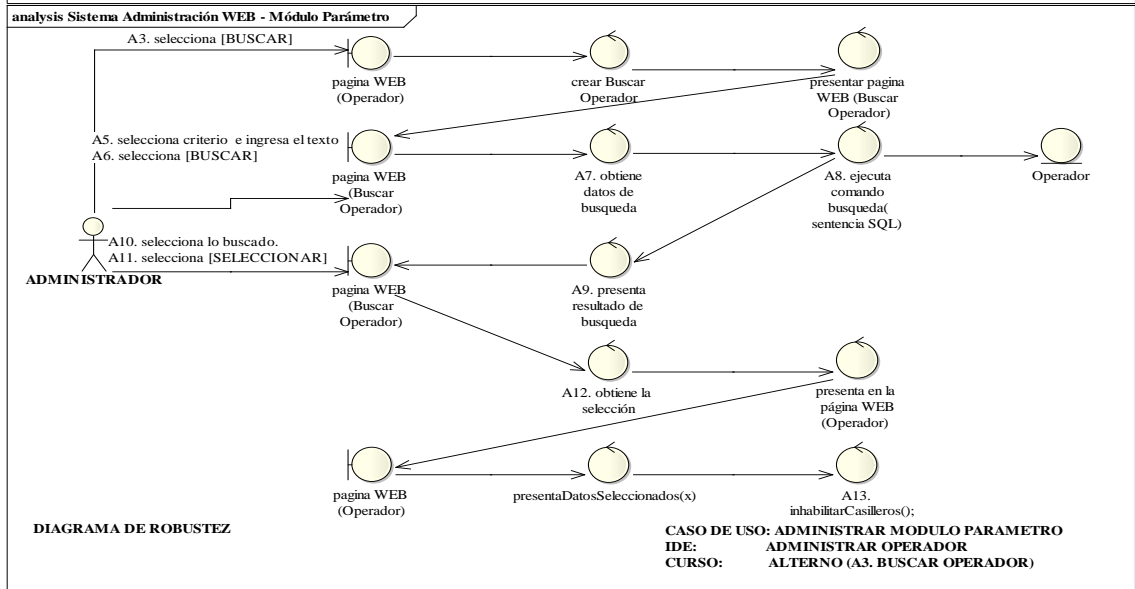 analysis Sistema Administración WEB - Módulo Parámetro
A3. selecciona [BUSCAR]
pagina WEB
(Operador)
crear Buscar
Operador
presentar pagina
WEB (Buscar
Operador)
A5. selecciona criterio e ingresa el texto
A6. selecciona [BUSCAR]
pagina WEB
(Buscar
Operador)
A7. obtiene
datos de
busqueda
A8. ejecuta
comando
busqueda(
sentencia SQL)
Operador
A10. selecciona lo buscado.
A11. selecciona [SELECCIONAR]
ADMINISTRADOR
pagina WEB
(Buscar
Operador)
A9. presenta
resultado de
busqueda
A12. obtiene la
selección
presenta en la
página WEB
(Operador)
pagina WEB
(Operador)
presentaDatosSeleccionados(x)
A13.
inhabilitarCasilleros();
DIAGRAMA DE ROBUSTEZ
CASO DE USO: ADMINISTRAR MODULO PARAMETRO
IDE: ADMINISTRAR OPERADOR
CURSO: ALTERNO (A3. BUSCAR OPERADOR)